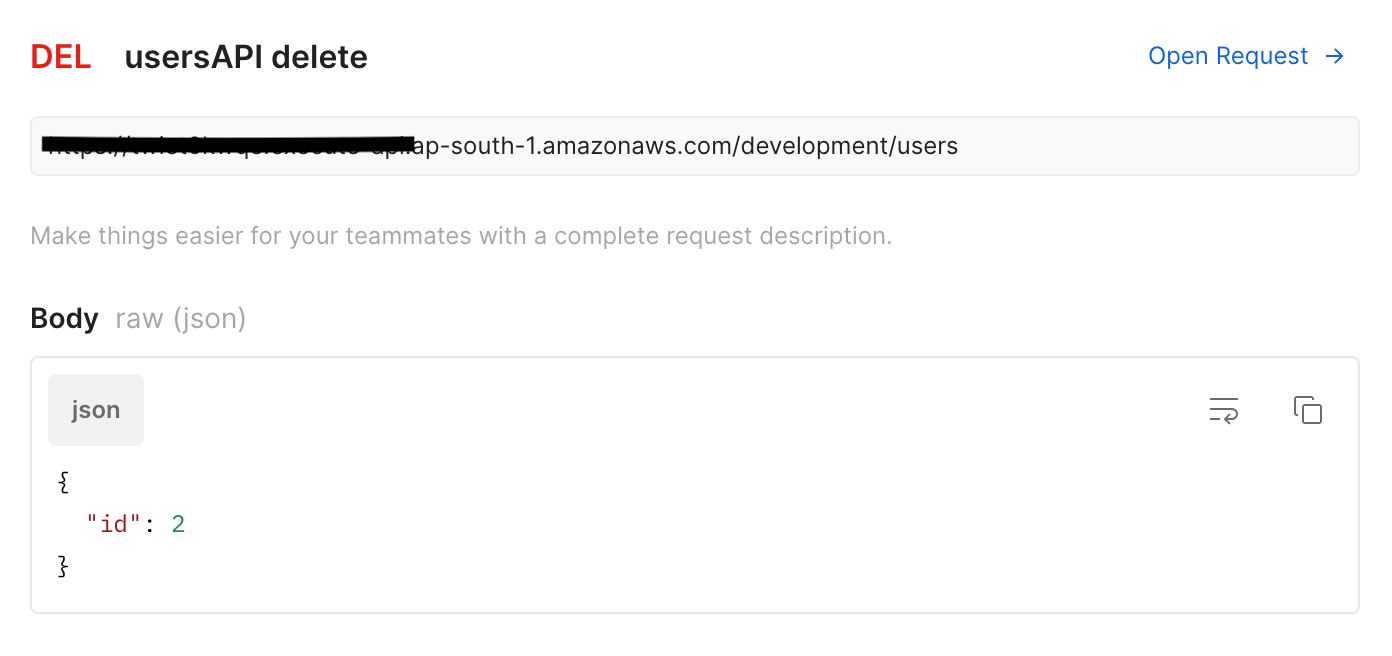 DEL usersAPI delete Open Request →
ap-south-1.amazonaws.com/development/users
Make things easier for your teammates with a complete request description.
Body raw (json)
json
{
"id": 2
}